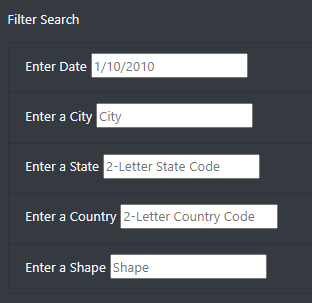 Filter Search
Enter Date 1/10/2010
Enter a City City
Enter a State 2-Letter State Code
Enter a Country 2-Letter Country Code
Enter a Shape Shape